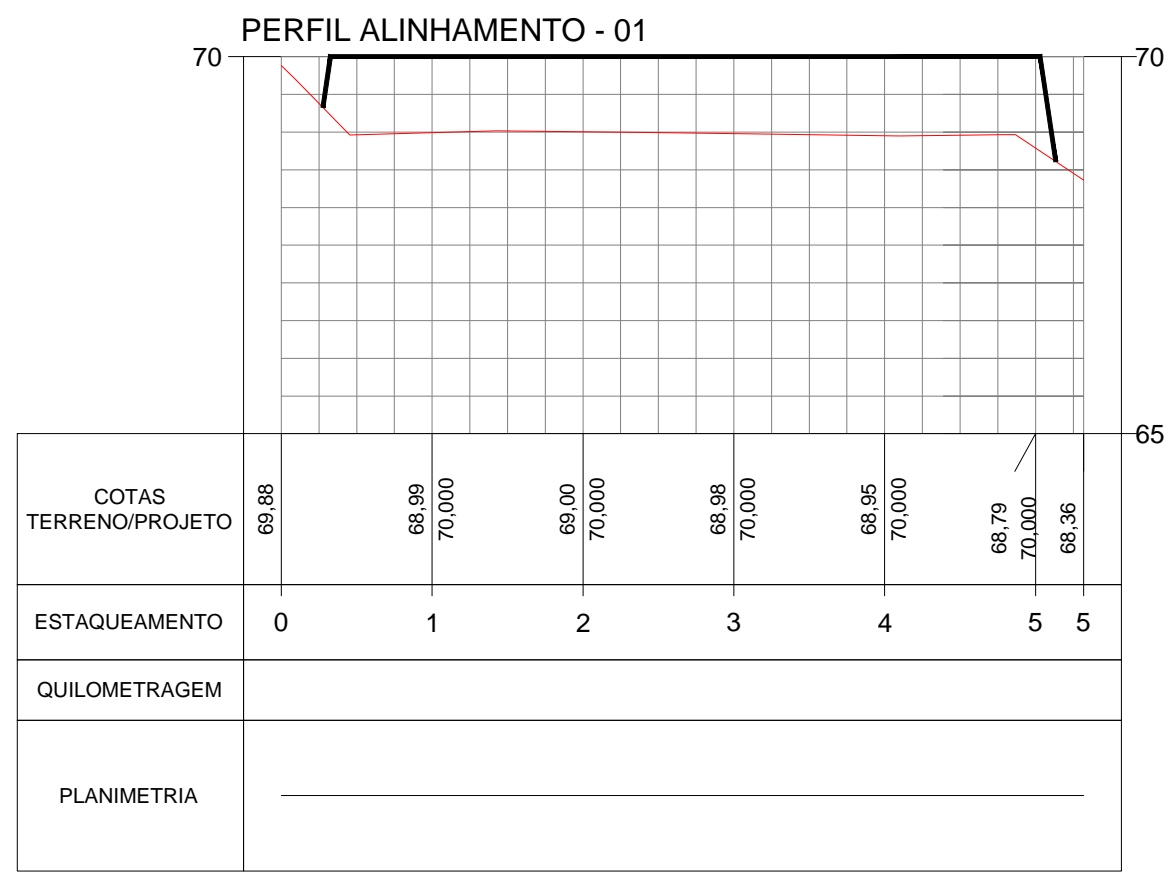 PERFIL ALINHAMENTO - 01
70
70
65
COTAS
TERRENO/PROJETO
69,88
68,99
70,000
69,00
70,000
68,98
70,000
68,95
70,000
68,79
70,000
68,36
ESTAQUEAMENTO
0 1 2 3 4 5 5
QUILOMETRAGEM
PLANIMETRIA